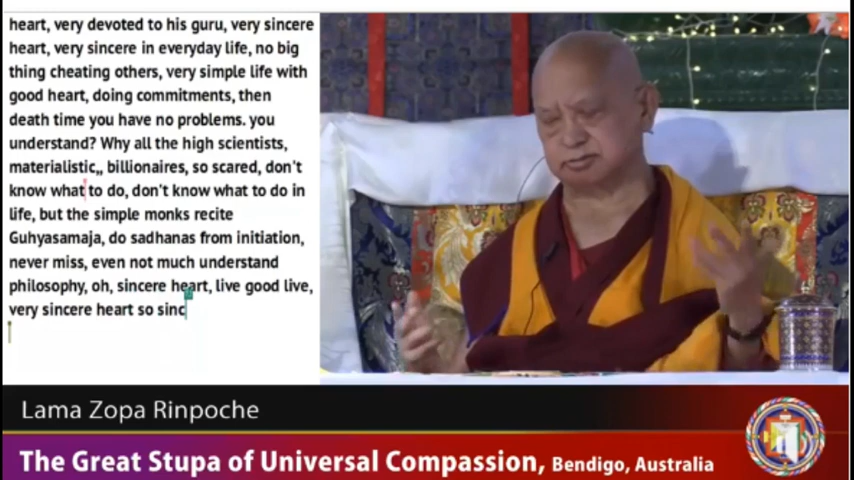 heart, very devoted to his guru, very sincere
heart, very sincere in everyday life, no big
thing cheating others, very simple life with
good heart, doing commitments, then
death time you have no problems. you
understand? Why all the high scientists,
materialistic,, billionaires, so scared, don't
know what to do, don't know what to do in
life, but the simple monks recite
Guhyasamaja, do sadhanas from initiation,
never miss, even not much understand
philosophy, oh, sincere heart, live good live,
very sincere heart so sinc
Lama Zopa Rinpoche
The Great Stupa of Universal Compassion, Bendigo, Australia